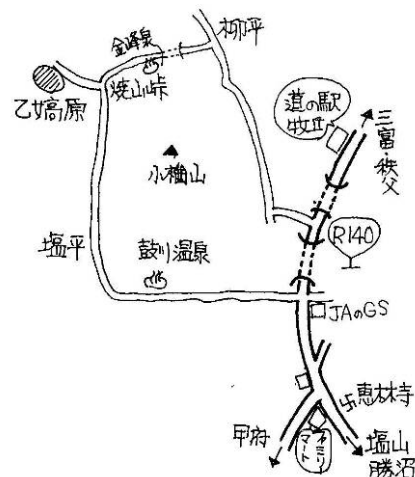 柳平
金峰泉
焼山峠
乙女高原
道の駅
牧丘
三富・秩父
小楢山
R140
塩平
鼓川温泉
JAのGS
恵林寺
甲府
ファミリー
マート
塩山
勝沼